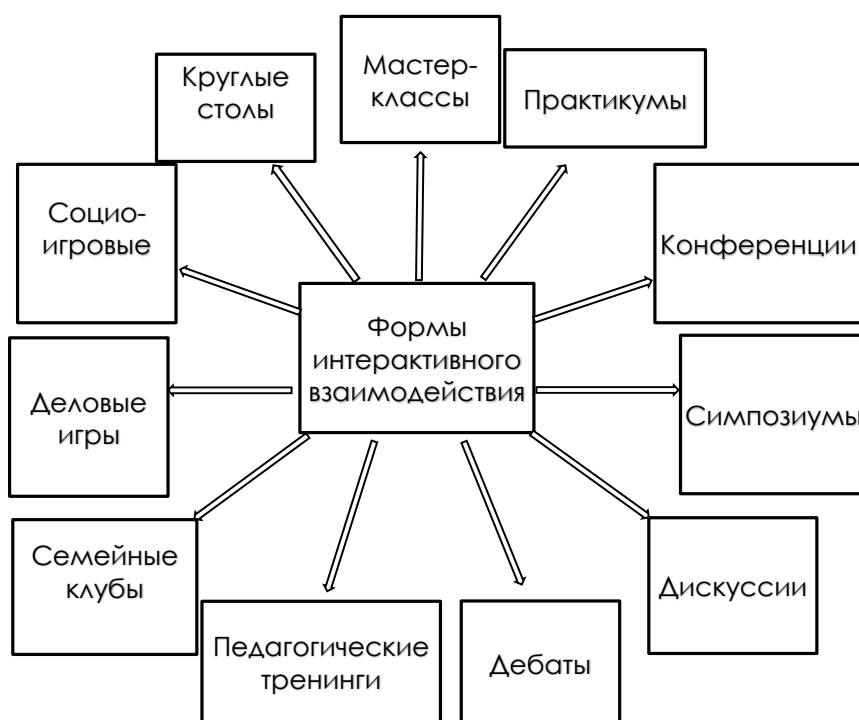 Круглые
столы
Мастер-
классы
Практикумы
Социо-
игровые
Конференции
Формы
интерактивного
взаимодействия
Деловые
игры
Симпозиумы
Семейные
клубы
Дискуссии
Педагогические
тренинги
Дебаты